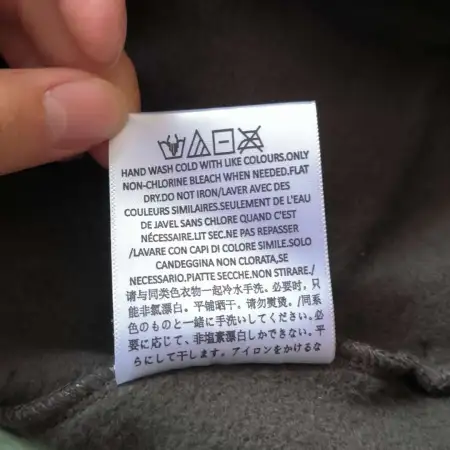 HAND WASH COLD WITH LIKE COLOURS.ONLY
NON-CHLORINE BLEACH WHEN NEEDED.FLAT
DRY.DO NOT IRON/LAVER AVEC DES
COULEURS SIMILAIRES.SEULEMENT DE L'EAU
DE JAVEL SANS CHLORE QUAND C'EST
NÉCESSAIRE.LIT SEC.NE PAS REPASSER
/LAVARE CON CAPI DI COLORE SIMILE.SOLO
CANDEGGINA NON CLORATA,SE
NECESSARIO.PIATTE SECCHE.NON STIRARE./
请与同类色衣物一起冷水手洗、必要时，只
能非氯漂白。平铺晒干。请勿熨烫。/同系
色のものと一緒に手洗いしてください。必
要に応じて、非塩素漂白しかできない。平
らにして干します。アイロンをかけるな